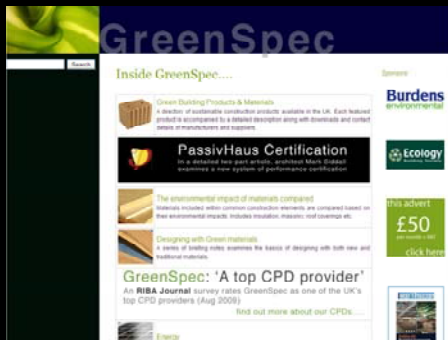 GreenSpec
Search
Inside GreenSpec....
Sponsors:
Green Building Products & Materials
A directory of sustainable construction products available in the UK. Each featured
product is accompanied by a detailed description along with downloads and contact
details of manufacturers and suppliers.
Burdens
environmental
PassivHaus Certification
In a detailed two-part article, architect Mark Siddall
examines a new system of performance certification
Ecology
The environmental impact of materials compared
Materials included within common construction elements are compared based on
their environmental impacts. Includes insulation, masonry, roof coverings etc.
this advert
£50
click here
Designing with Green materials
A series of briefing notes examines the basics of designing with both new and
traditional materials.
GreenSpec: 'A top CPD provider'
An RIBA Journal survey rates GreenSpec as one of the UK's
top CPD providers (Aug 2009)
find out more about our CPDs....
Energy